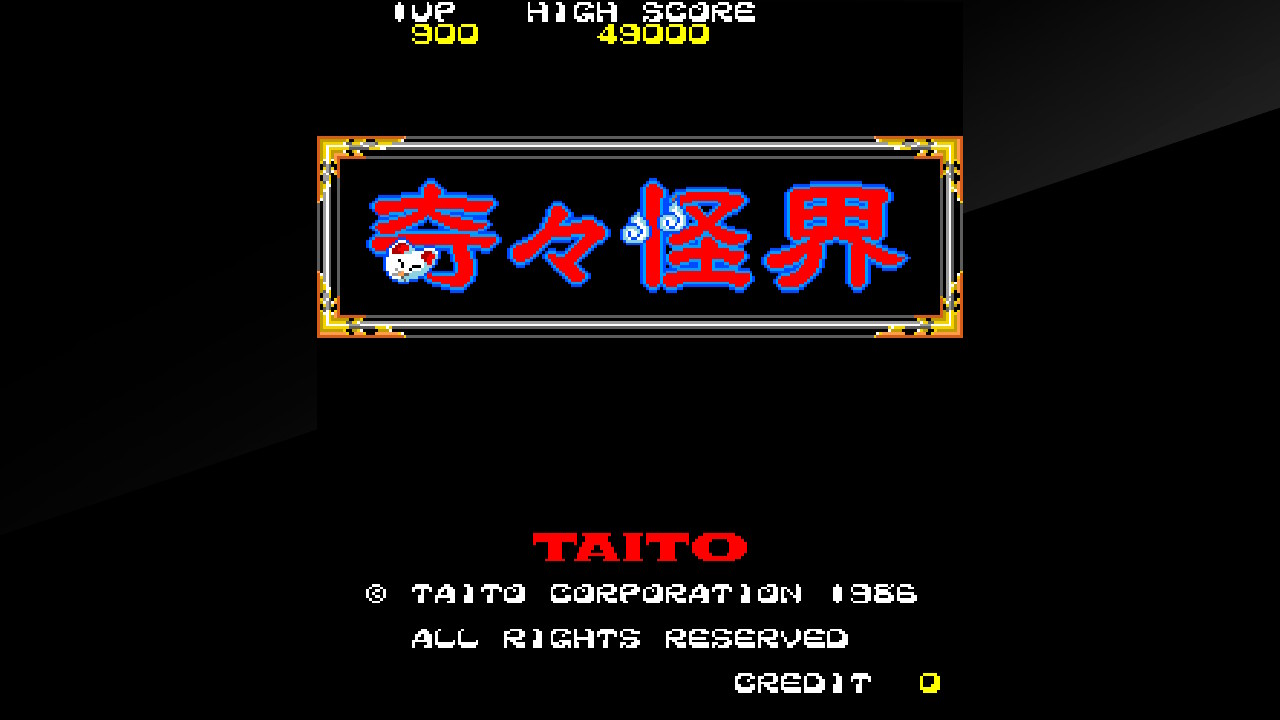 1UP HIGH SCORE
900 49000
奇々怪界
TAITO
© TAITO CORPORATION 1986
ALL RIGHTS RESERVED
CREDIT 0